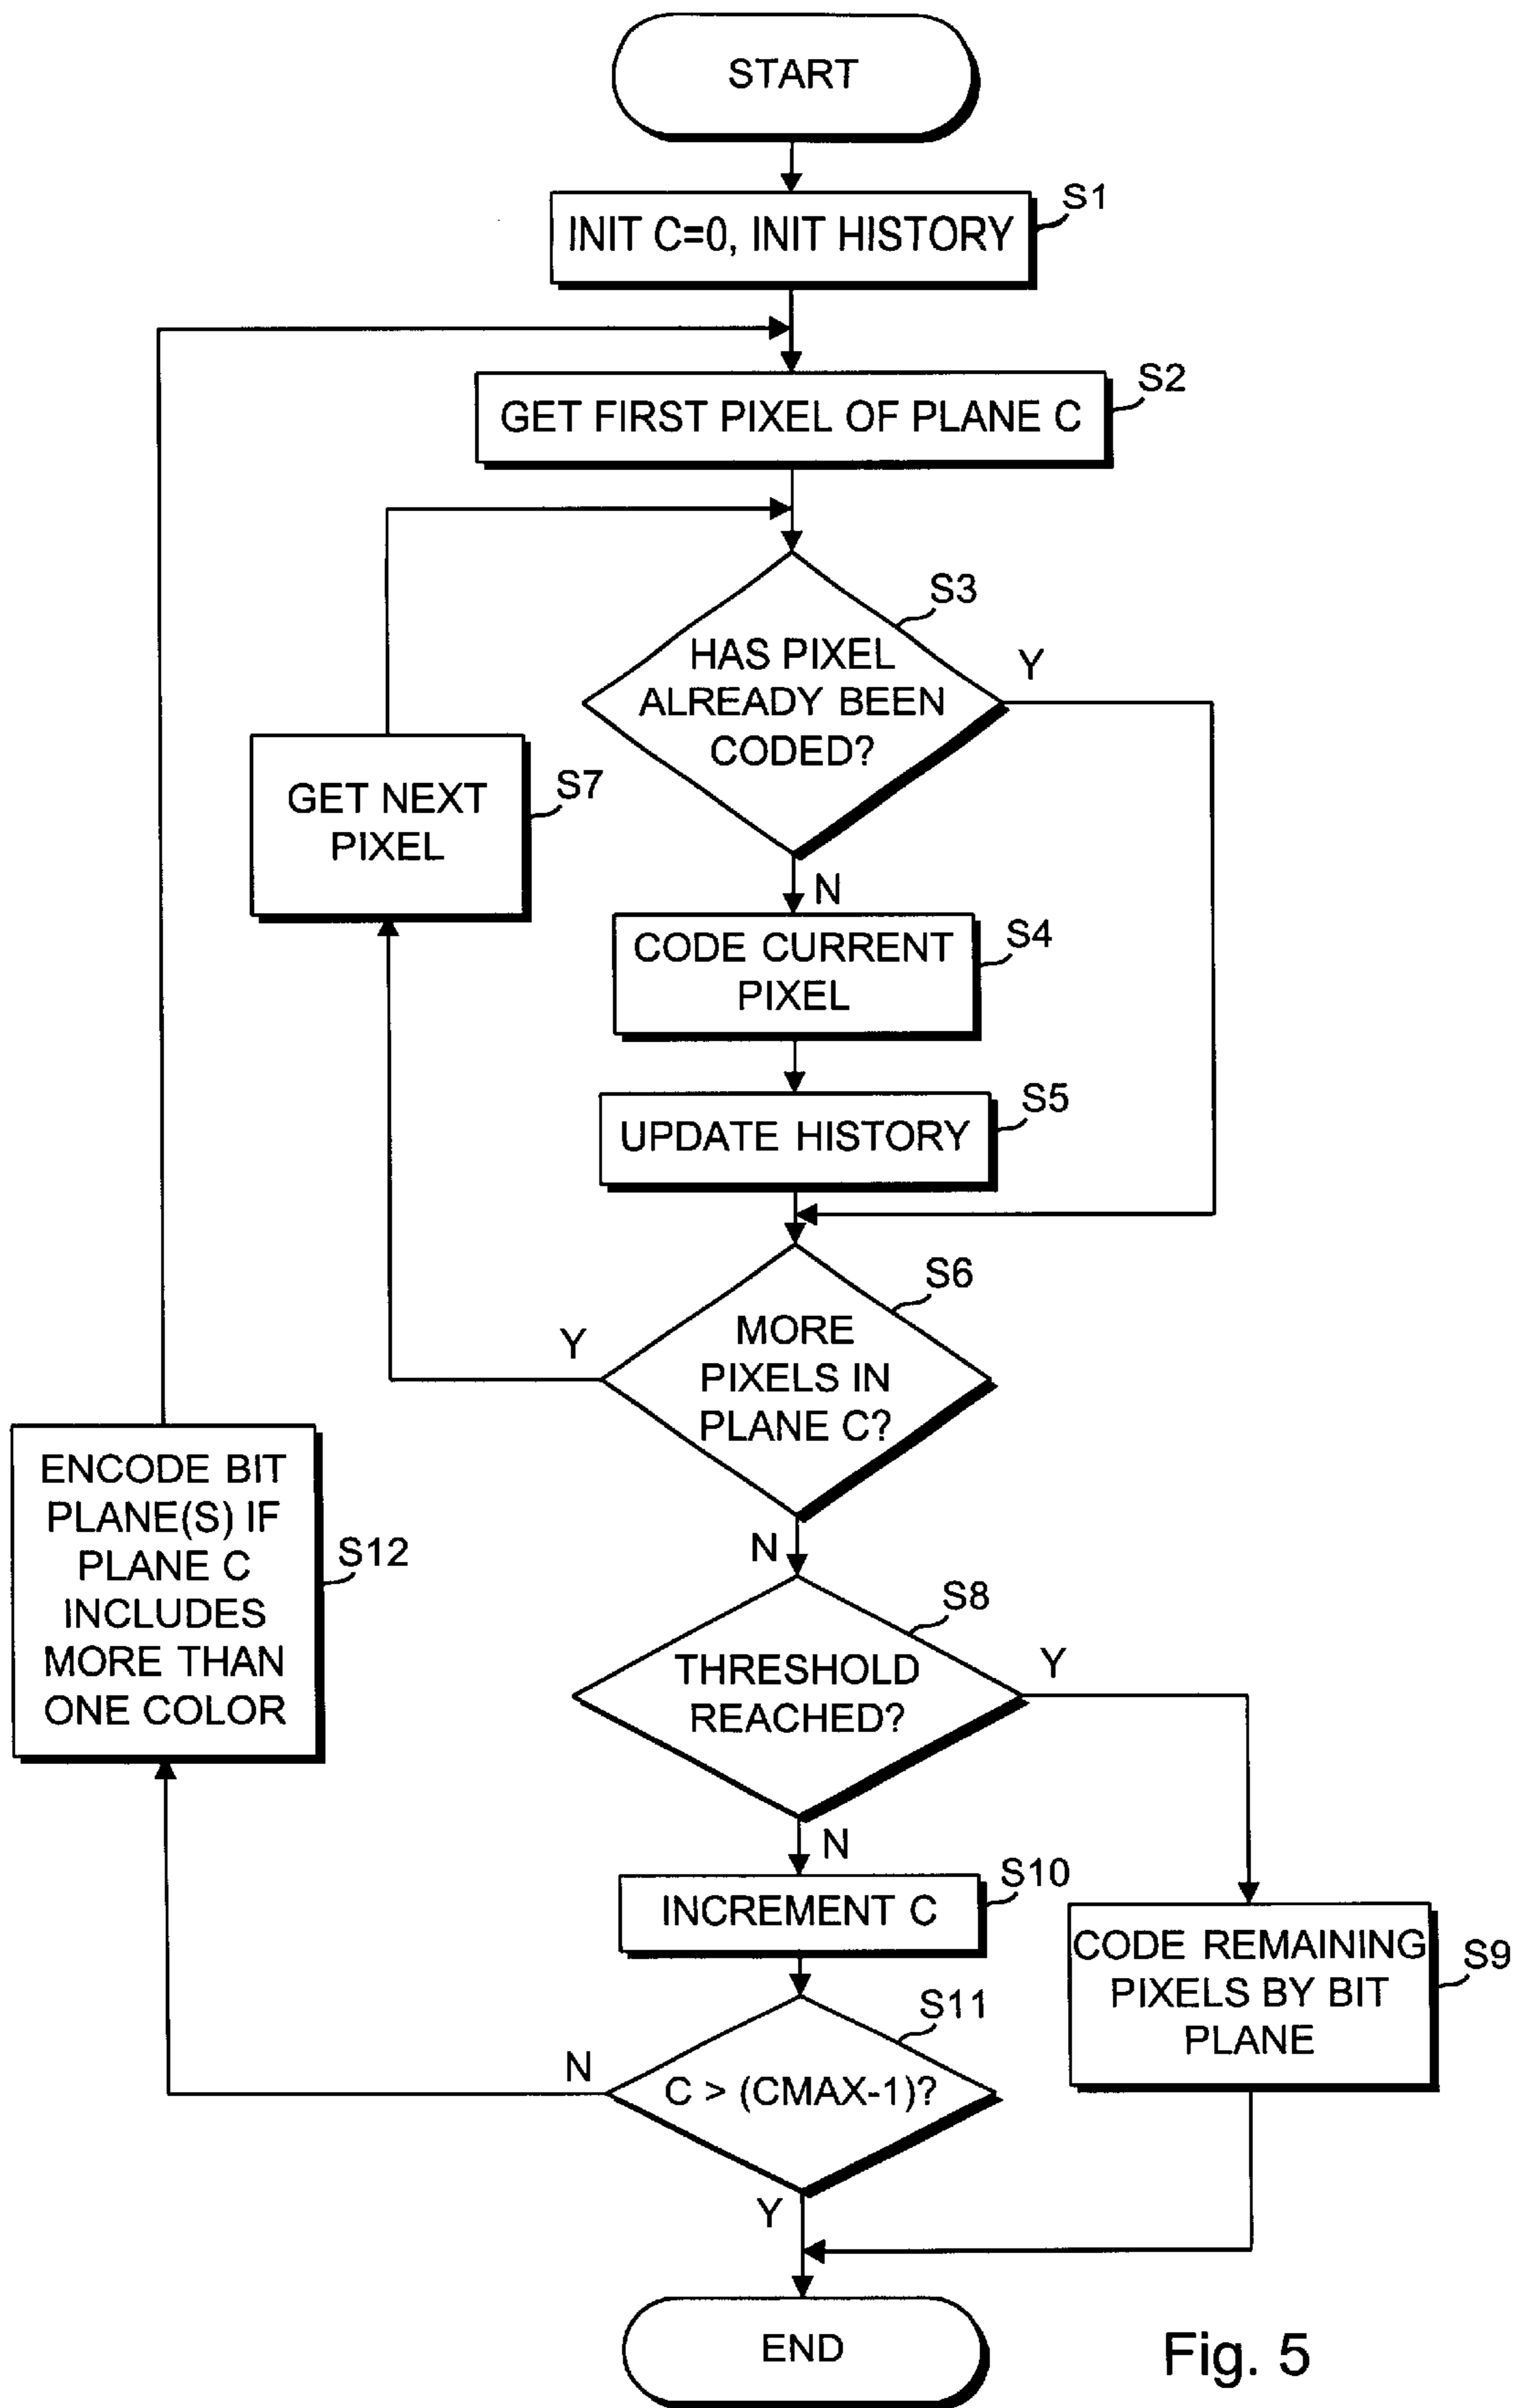 START
S1
INIT C=0, INIT HISTORY
S2
GET FIRST PIXEL OF PLANE C
S3
HAS PIXEL
ALREADY BEEN
CODED?
Y
GET NEXT
PIXEL
S7
N
CODE CURRENT
PIXEL
S4
UPDATE HISTORY
S5
S6
MORE
PIXELS IN
PLANE C?
Y
N
ENCODE BIT
PLANE(S) IF
PLANE C
INCLUDES
MORE THAN
ONE COLOR
S12
S8
THRESHOLD
REACHED?
Y
N
INCREMENT C
S10
CODE REMAINING
PIXELS BY BIT
PLANE
S9
S11
C > (CMAX-1)?
N
Y
END
Fig. 5